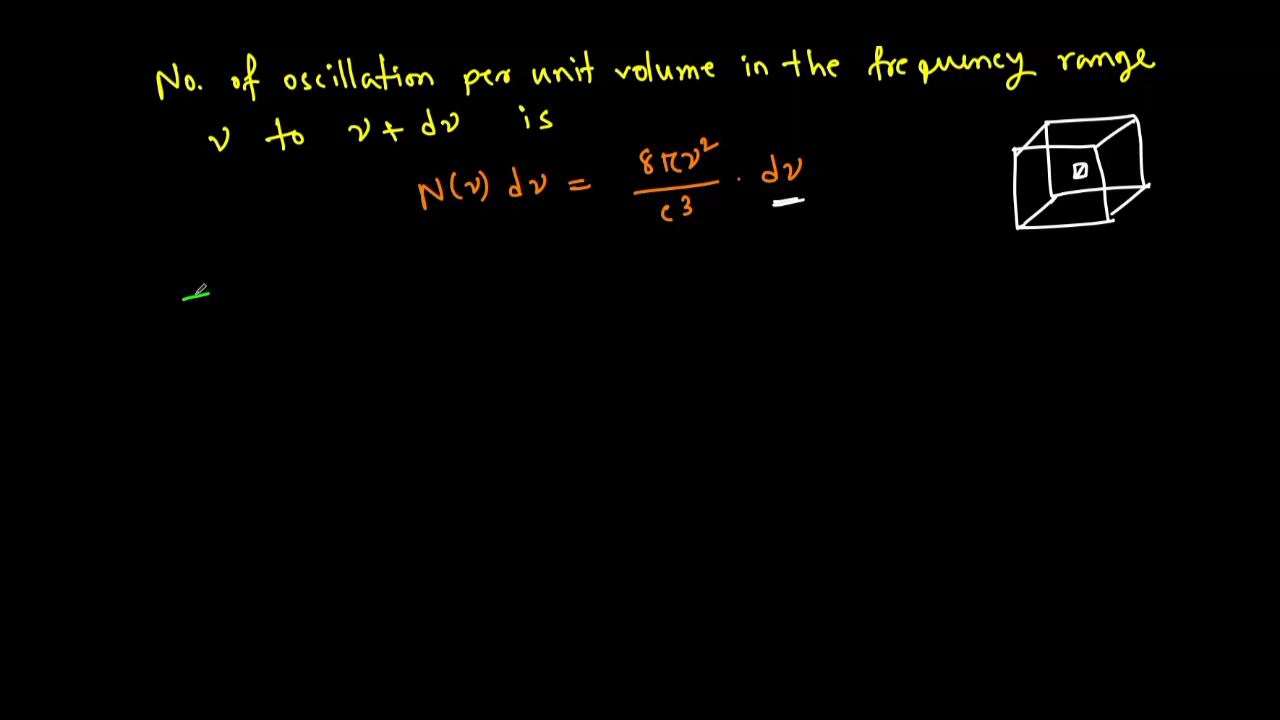 No. of oscillation per unit volume in the frequency range
ν to ν + dν is
N(ν) dν = 8πν²/c³ · dν